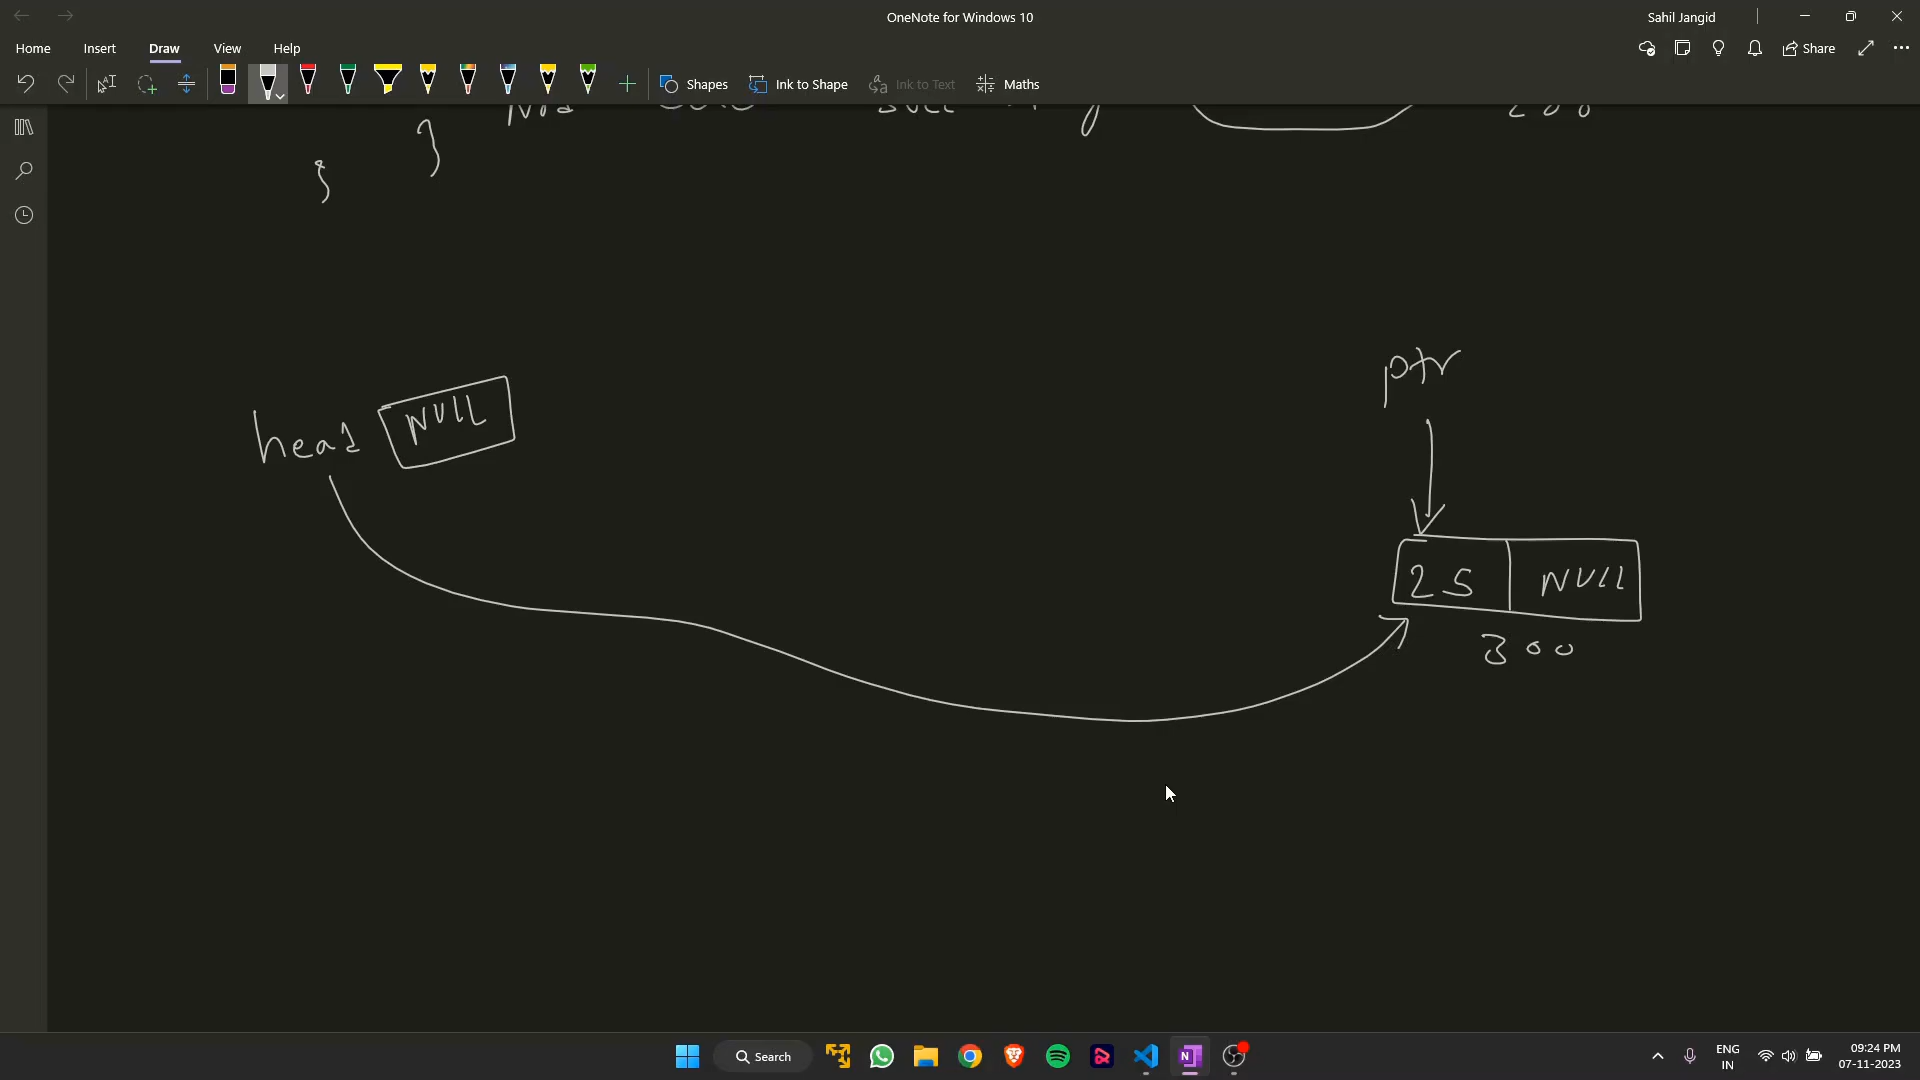 OneNote for Windows 10
Sahil Jangid
Home Insert Draw View Help
Share
Shapes Ink to Shape Ink to Text Maths
}
}
ptr
head NULL
25 NULL
300
Search
ENG
IN
09:24 PM
07-11-2023